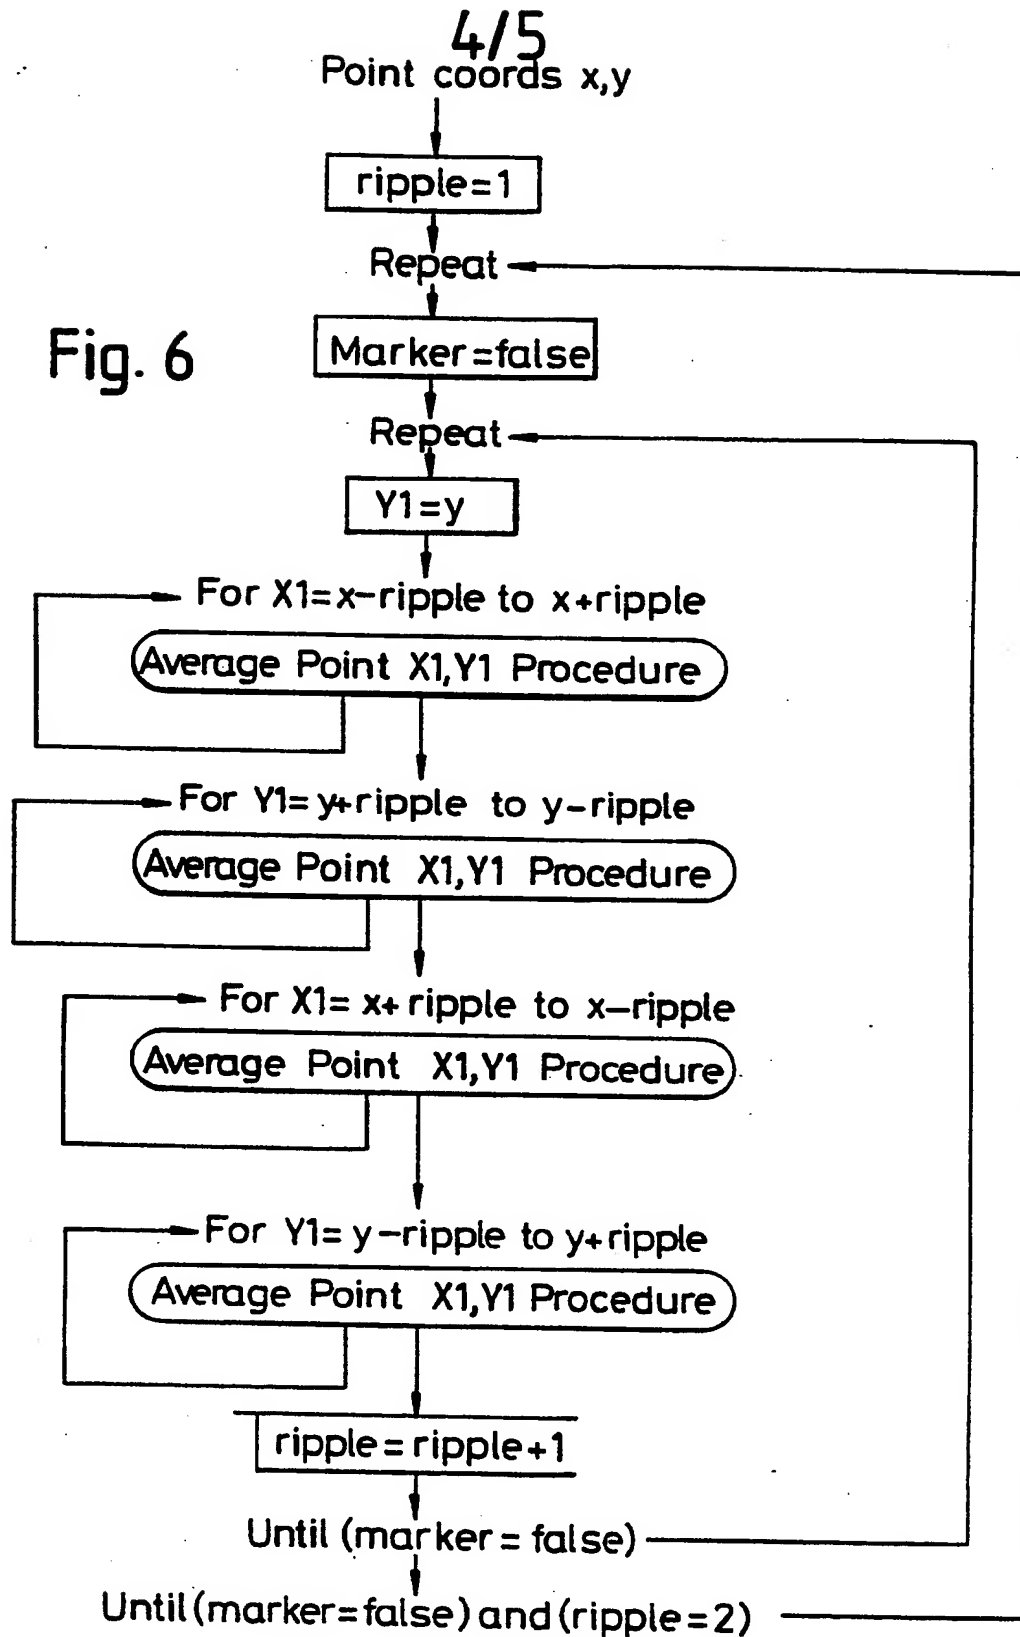 4/5
Point coords x,y
ripple=1
Repeat
Fig. 6
Marker=false
Repeat
Y1=y
For X1=x-ripple to x+ripple
Average Point X1,Y1 Procedure
For Y1=y+ripple to y-ripple
Average Point X1,Y1 Procedure
For X1=x+ripple to x-ripple
Average Point X1,Y1 Procedure
For Y1=y-ripple to y+ripple
Average Point X1,Y1 Procedure
ripple=ripple+1
Until (marker=false)
Until (marker=false) and (ripple=2)